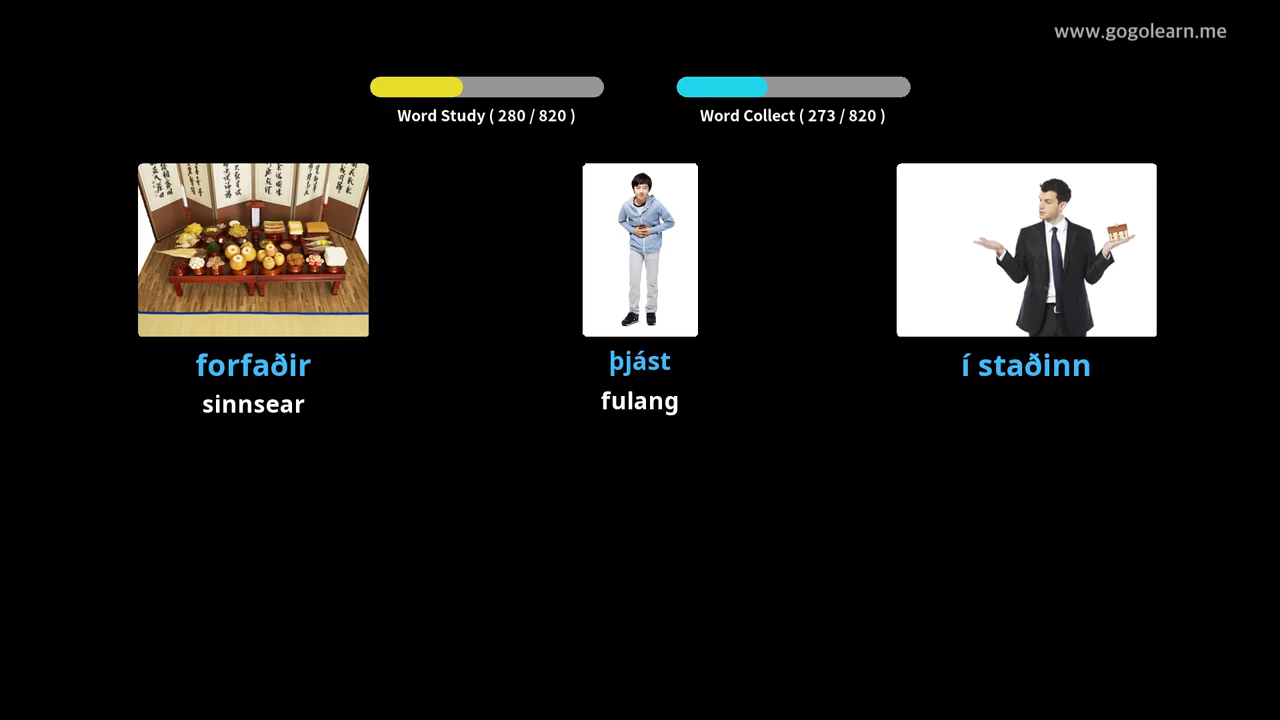 www.gogolearn.me
Word Study ( 280 / 820 )
Word Collect ( 273 / 820 )
forfaðir
sinnsear
þjást
fulang
í staðinn